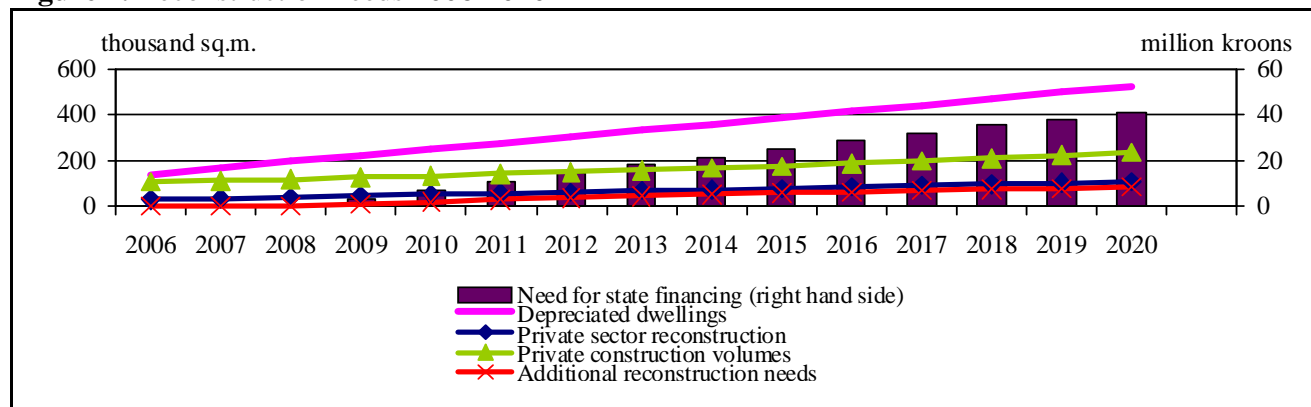 thousand sq.m. million kroons
600 60
400 40
200 20
0 0
2006 2007 2008 2009 2010 2011 2012 2013 2014 2015 2016 2017 2018 2019 2020
Need for state financing (right hand side)
Depreciated dwellings
Private sector reconstruction
Private construction volumes
Additional reconstruction needs